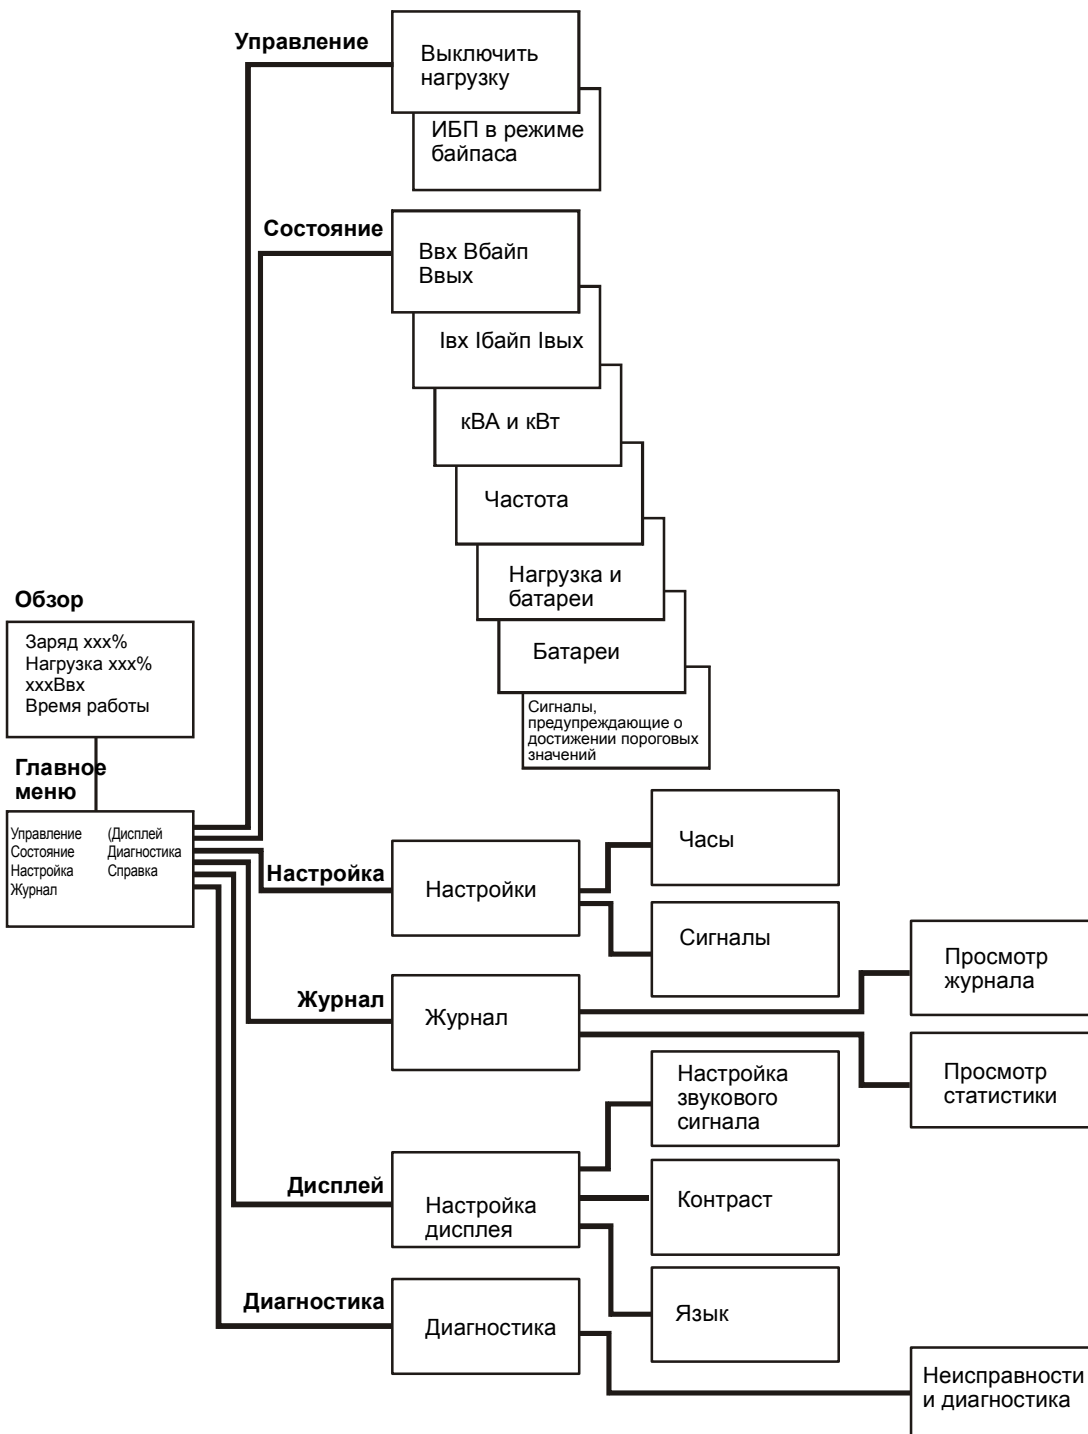 Управление
Выключить
нагрузку
ИБП в режиме
байпаса
Состояние
Ввх Вбайп
Ввых
Iвх Iбайп Iвых
кВА и кВт
Частота
Нагрузка и
батареи
Батареи
Сигналы,
предупреждающие о
достижении пороговых
значений
Обзор
Заряд xxx%
Нагрузка xxx%
xxxВвх
Время работы
Главное
меню
Управление (Дисплей
Состояние Диагностика
Настройка Справка
Журнал
Настройка
Настройки
Часы
Сигналы
Журнал
Журнал
Просмотр
журнала
Просмотр
статистики
Дисплей
Настройка
дисплея
Настройка
звукового
сигнала
Контраст
Язык
Диагностика
Диагностика
Неисправности
и диагностика